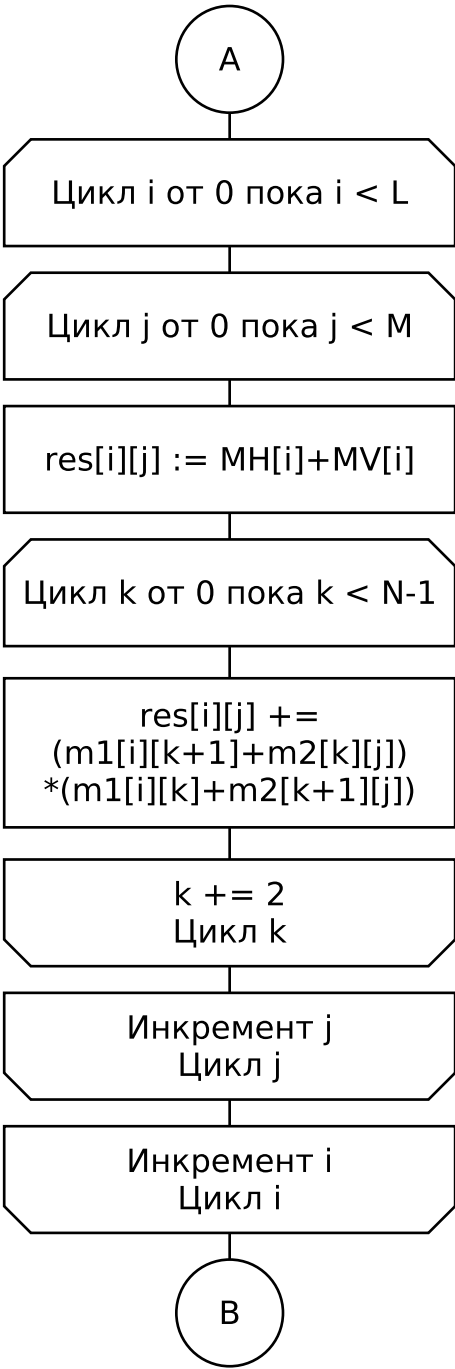 A
Цикл i от 0 пока i < L
Цикл j от 0 пока j < M
res[i][j] := MH[i]+MV[i]
Цикл k от 0 пока k < N-1
res[i][j] +=
(m1[i][k+1]+m2[k][j])
*(m1[i][k]+m2[k+1][j])
k += 2
Цикл k
Инкремент j
Цикл j
Инкремент i
Цикл i
B